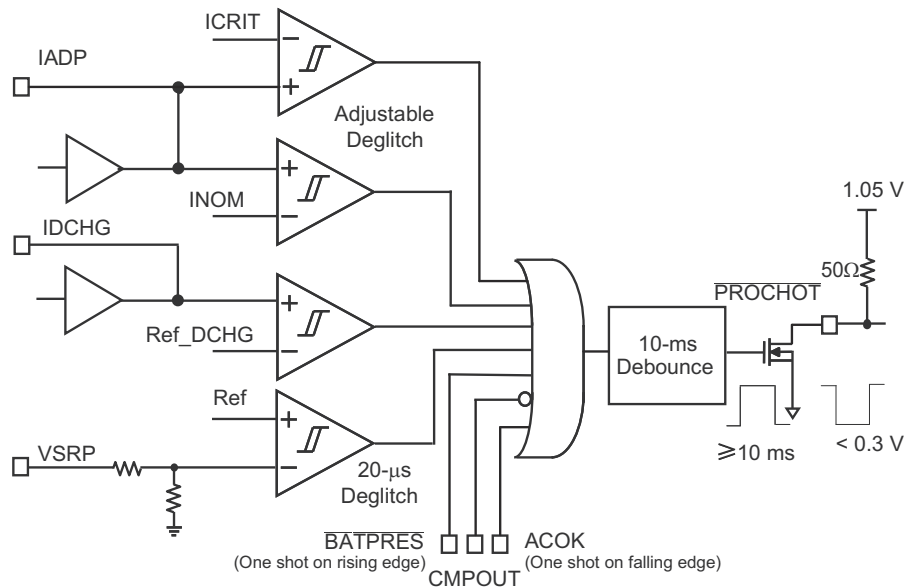 ICRIT
IADP
Adjustable
Deglitch
INOM
IDCHG
Ref_DCHG
Ref
VSRP
20-μs
Deglitch
BATPRES
(One shot on rising edge)
CMPOUT
ACOK
(One shot on falling edge)
10-ms
Debounce
PROCHOT
1.05 V
50Ω
≥10 ms
< 0.3 V